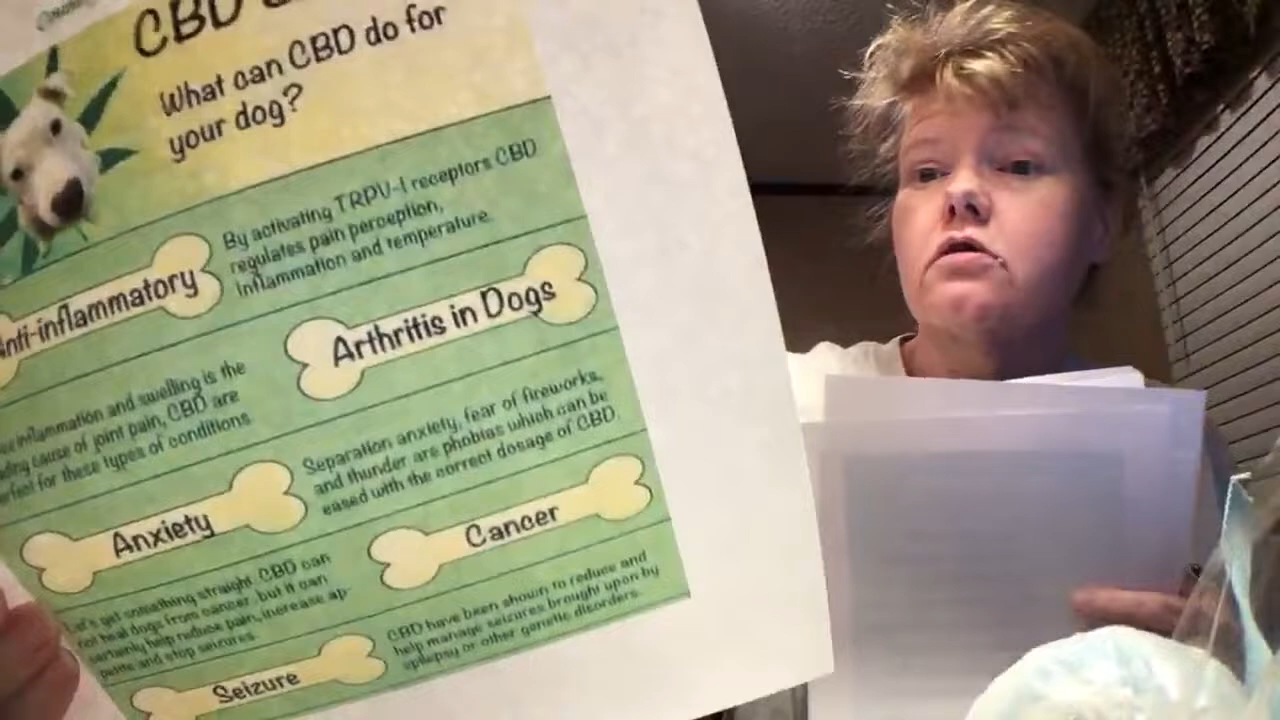 CBD
What can CBD do for
your dog?
By activating TRPV-1 receptors CBD
regulates pain perception,
inflammation and temperature.
nti-inflammatory
Arthritis in Dogs
inflammation and swelling is the
cause of joint pain, CBD are
for these types of conditions.
Separation anxiety, fear of fireworks,
and thunder are phobias which can be
eased with the correct dosage of CBD.
Anxiety
Cancer
get something straight. CBD can
not heal dogs from cancer, but it can
certainly help reduse pain, increase ap-
petite and stop seizures.
CBD have been shown to reduce and
help manage seizures brought upon by
epilepsy or other genetic disorders.
Seizure